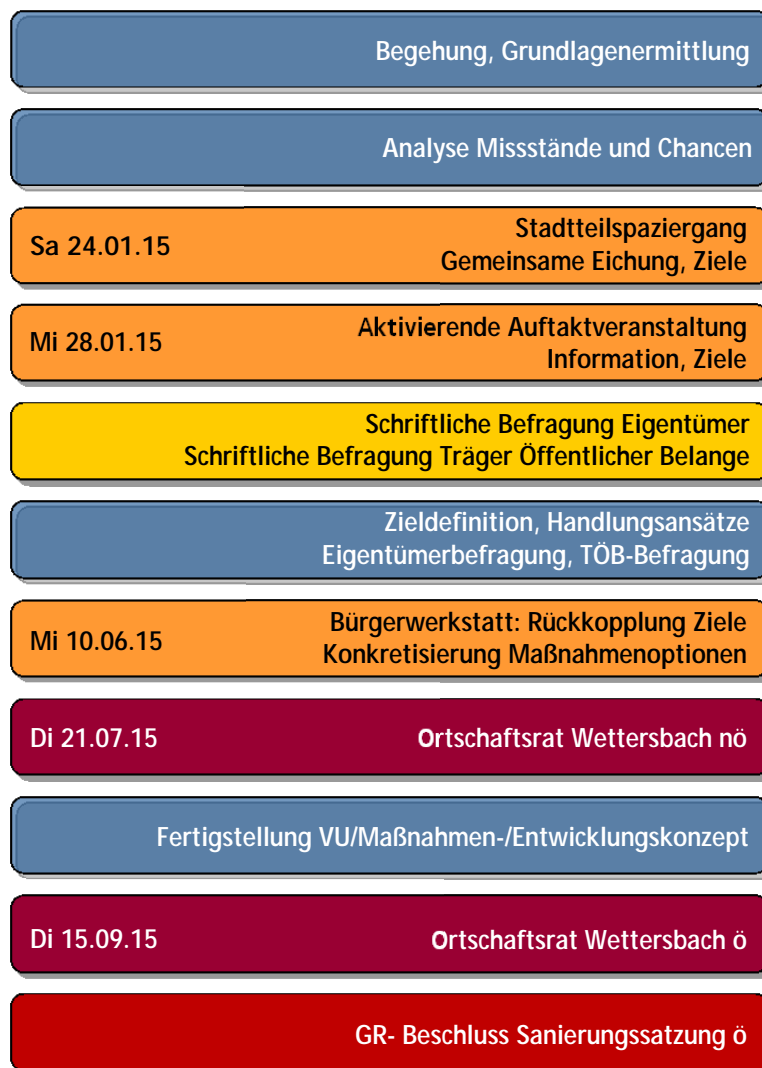 Begehung, Grundlagenermittlung
Analyse Missstände und Chancen
Sa 24.01.15
Stadtteilspaziergang
Gemeinsame Eichung, Ziele
Mi 28.01.15
Aktivierende Auftaktveranstaltung
Information, Ziele
Schriftliche Befragung Eigentümer
Schriftliche Befragung Träger Öffentlicher Belange
Zieldefinition, Handlungsansätze
Eigentümerbefragung, TÖB-Befragung
Mi 10.06.15
Bürgerwerkstatt: Rückkopplung Ziele
Konkretisierung Maßnahmenoptionen
Di 21.07.15 Ortschaftsrat Wettersbach nö
Fertigstellung VU/Maßnahmen-/Entwicklungskonzept
Di 15.09.15 Ortschaftsrat Wettersbach ö
GR- Beschluss Sanierungssatzung ö